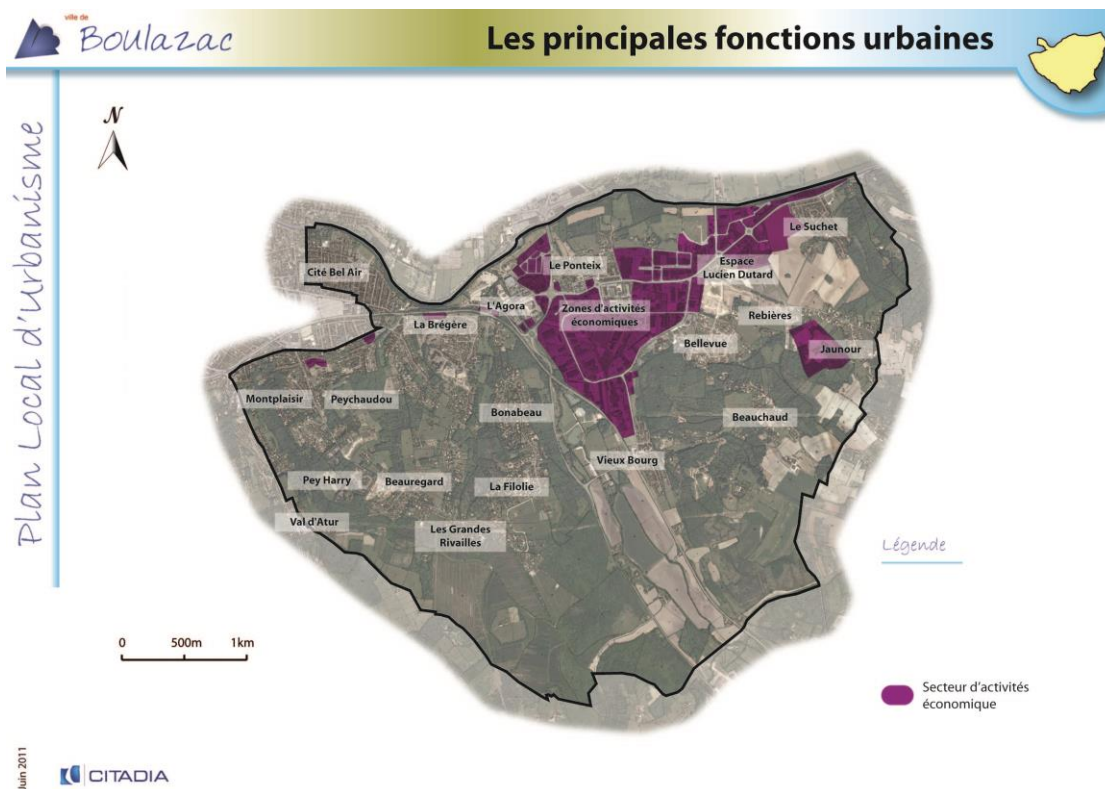 ville de
Boulazac
Les principales fonctions urbaines
Plan Local d'Urbanisme
N
Le Suchet
Cité Bel Air
Le Ponteix
Espace
Lucien Dutard
L'Agora
Zones d'activités
économiques
Rebières
La Brégère
Bellevue
Jaunour
Montplaisir
Peychaudou
Bonabeau
Beauchaud
Vieux Bourg
Pey Harry
Beauregard
La Filolie
Val d'Atur
Les Grandes
Rivailles
Légende
0 500m 1km
Secteur d'activités
économique
Juin 2011
CITADIA